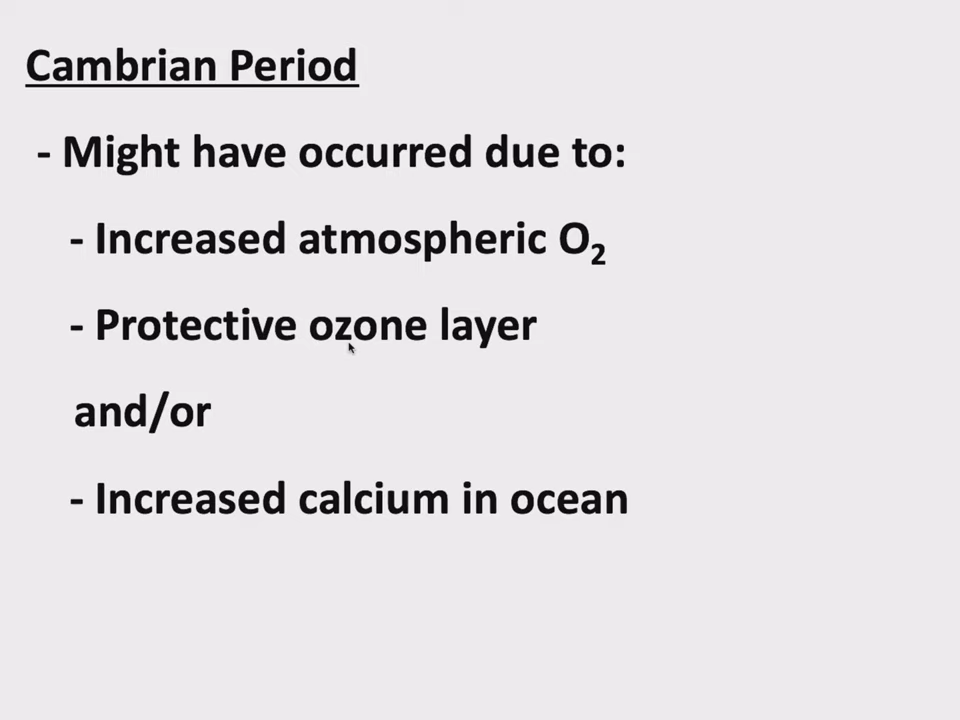 Cambrian Period
- Might have occurred due to:
- Increased atmospheric O₂
- Protective ozone layer
and/or
- Increased calcium in ocean